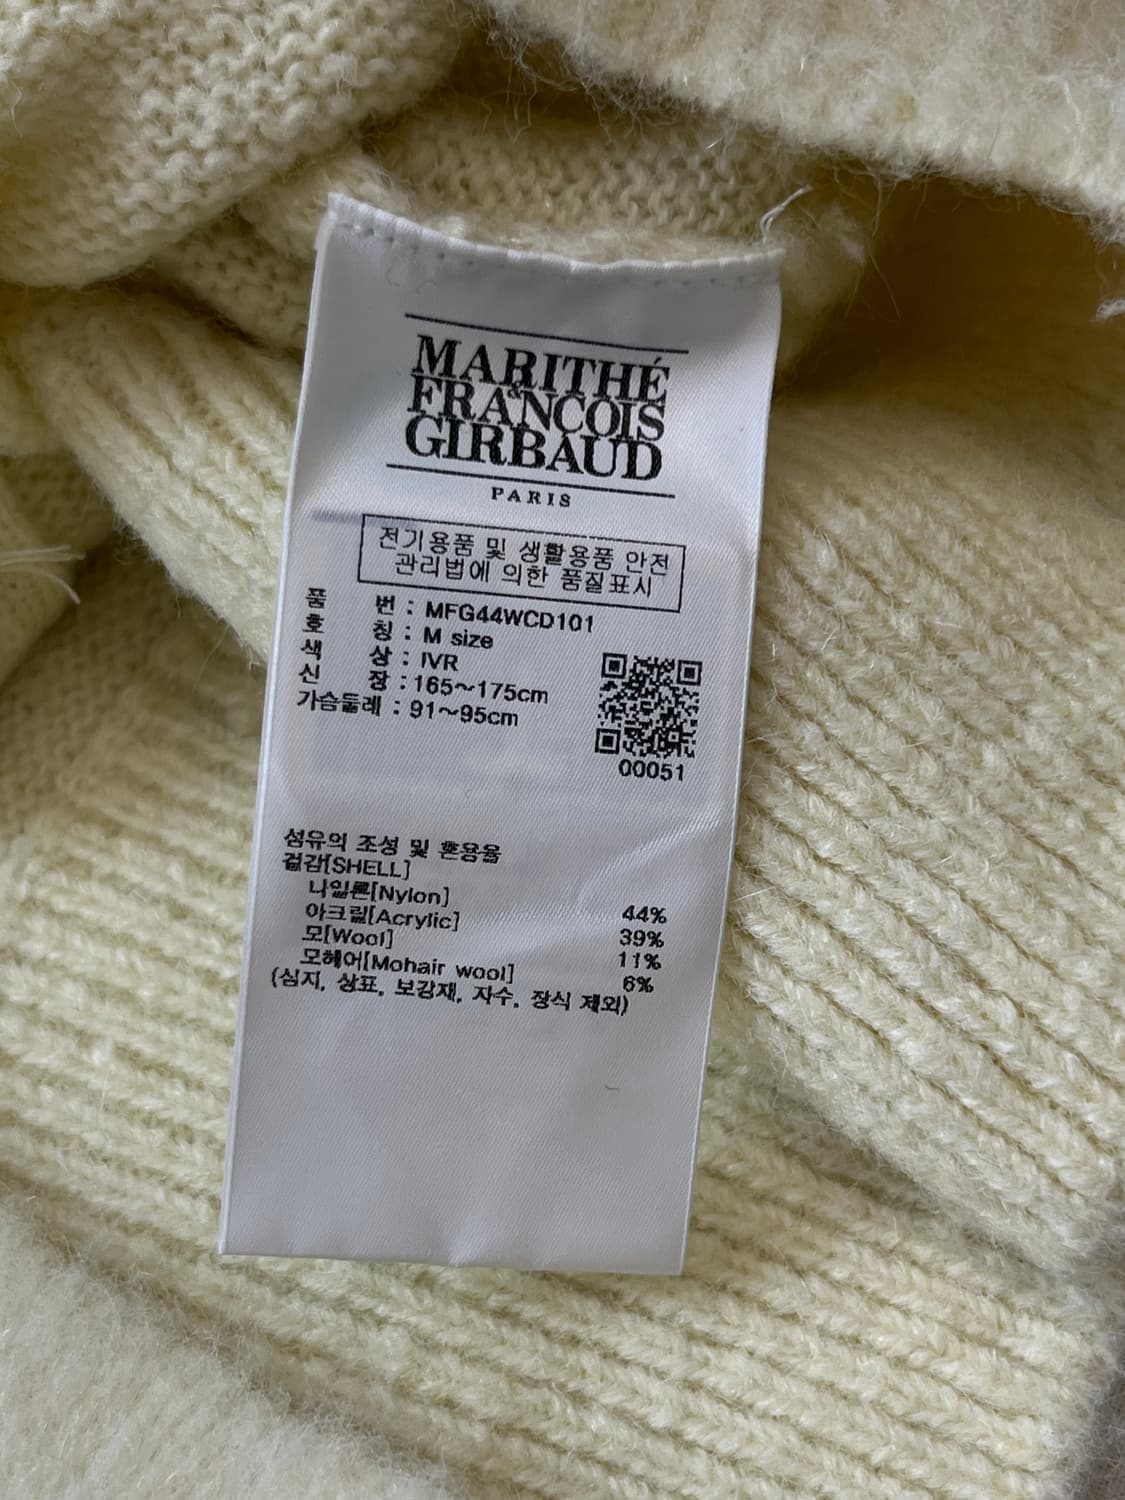 MARITHÉ
FRANCOIS
&
GIRBAUD
PARIS
전기용품 및 생활용품 안전
관리법에 의한 품질표시
품 번 : MFG44WCD101
호 칭 : M size
색 상 : IVR
신 장 : 165~175cm
가슴둘레 : 91~95cm
00051
섬유의 조성 및 혼용율
겉감[SHELL]
나일론[Nylon] 44%
아크릴[Acrylic] 39%
모[Wool] 11%
모헤어[Mohair wool] 6%
(심지, 상표, 보강재, 자수, 장식 제외)